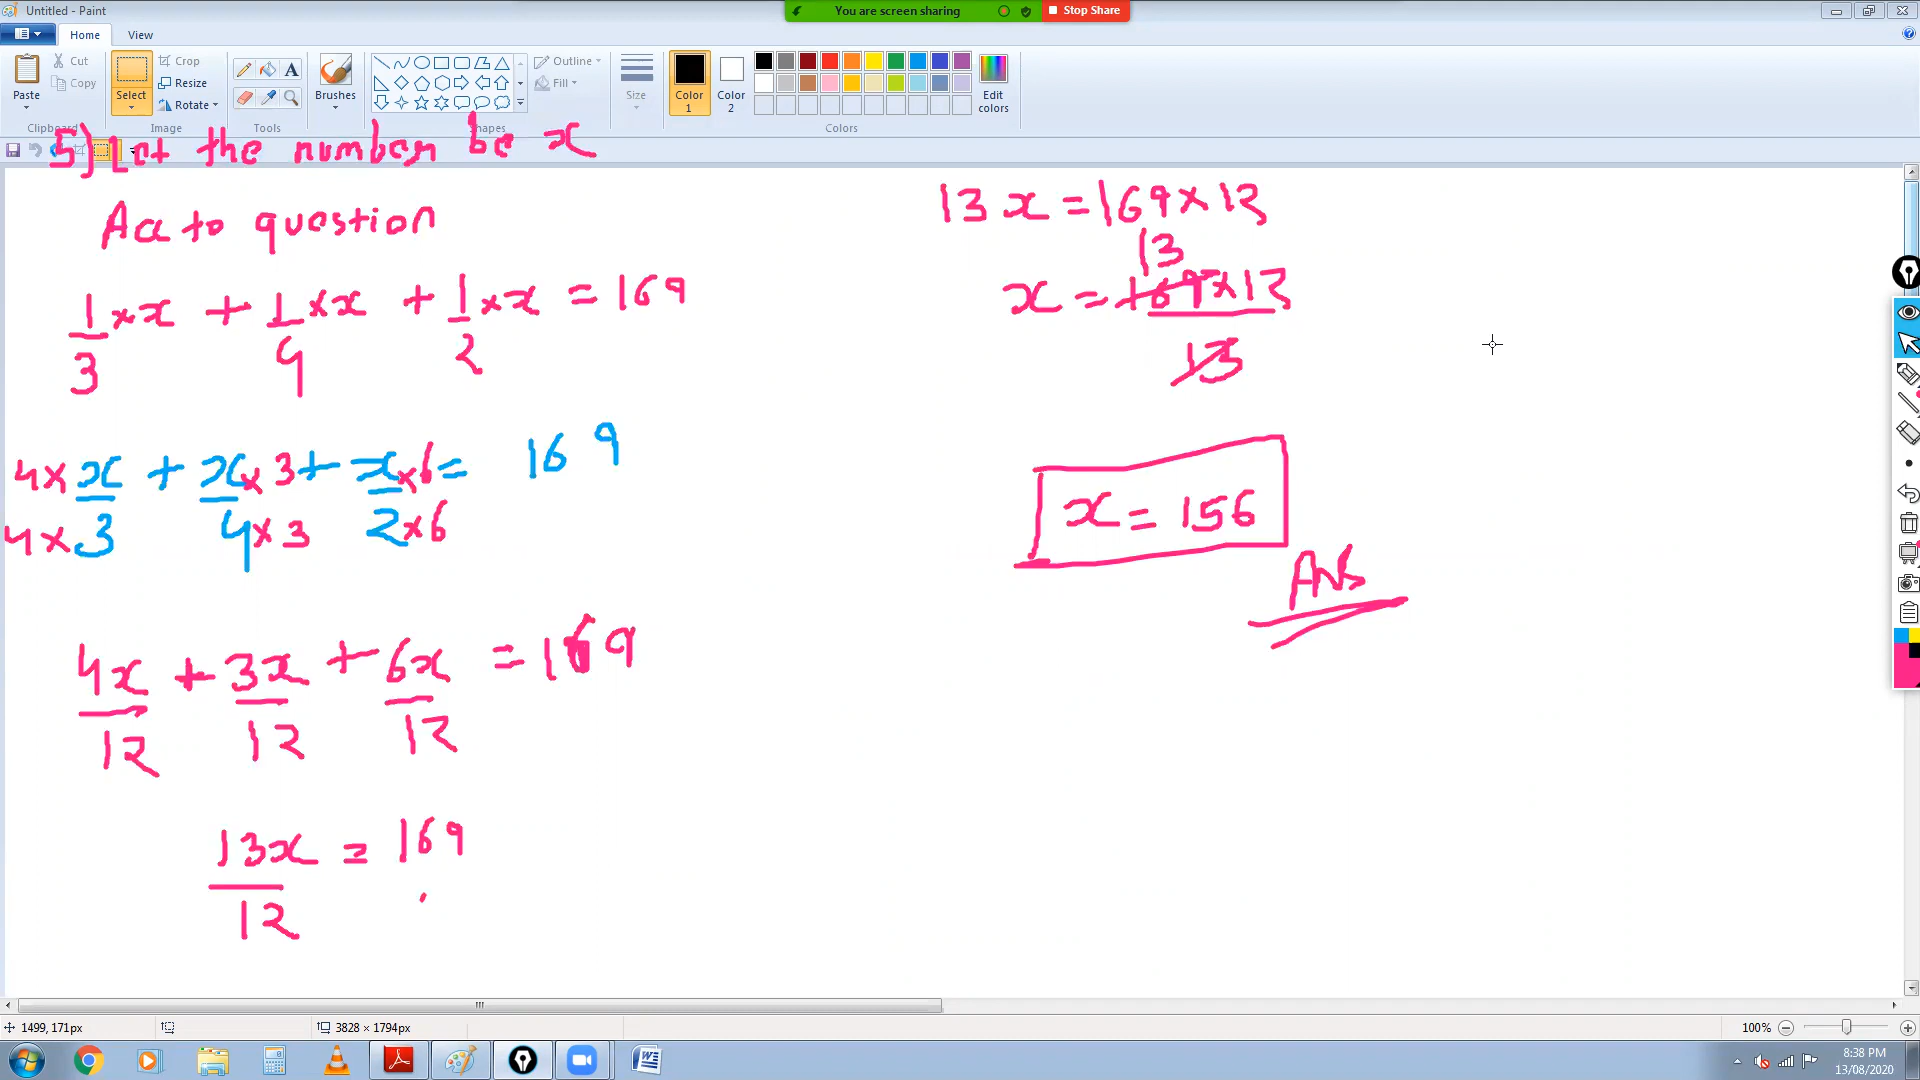 Untitled - Paint
You are screen sharing
Stop Share
Home
View
Paste
Cut
Copy
Clipboard
Select
Crop
Resize
Rotate
Image
Tools
Brushes
Shapes
Outline
Fill
Size
Color 1
Color 2
Edit colors
Colors
5) Let the number be x
Acc to question
1/3 × x + 1/4 × x + 1/2 × x = 169
4× x/4× 3 + x × 3/4 × 3 + x × 6/2 × 6 = 169
4x/12 + 3x/12 + 6x/12 = 169
13x/12 = 169
13x = 169 × 12
13
x = 169 × 12/13
x = 156
ANS
1499, 171px
3828 × 1794px
100%
8:38 PM
13/08/2020